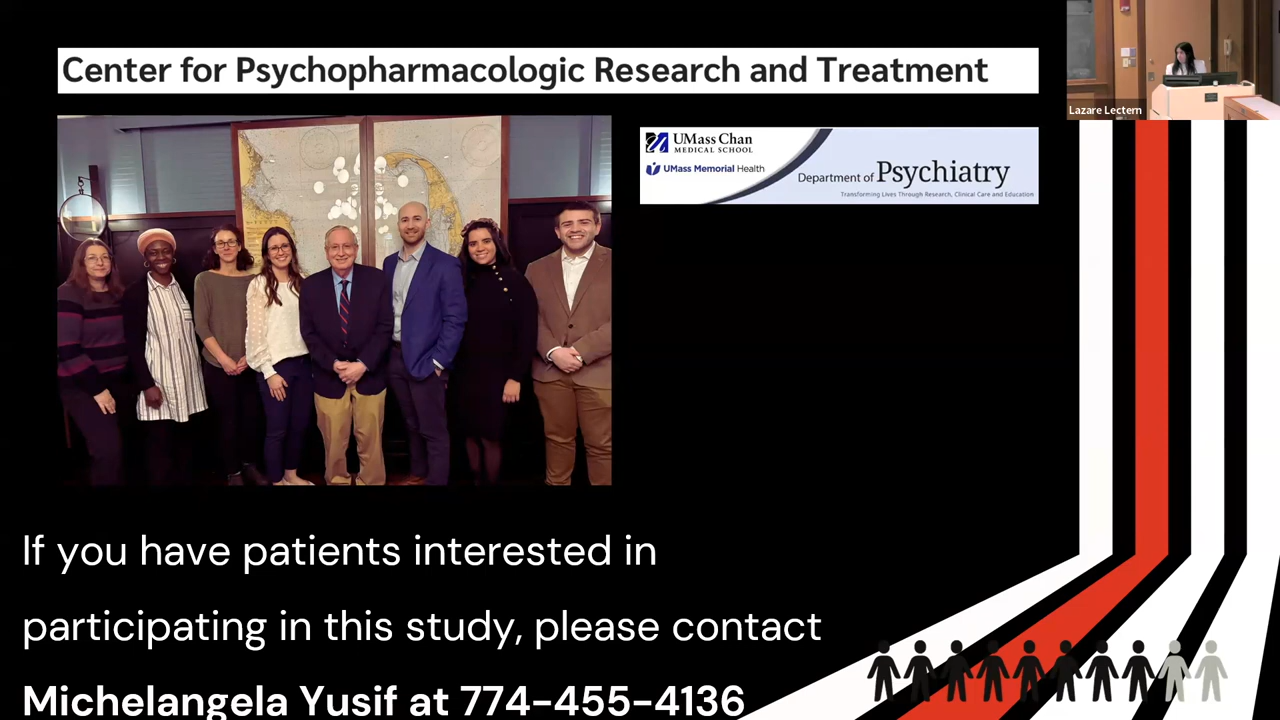 Center for Psychopharmacologic Research and Treatment
Lazare Lectern
UMass Chan
MEDICAL SCHOOL
UMass Memorial Health
Department of Psychiatry
Transforming Lives Through Research, Clinical Care and Education
If you have patients interested in
participating in this study, please contact
Michelangela Yusif at 774-455-4136